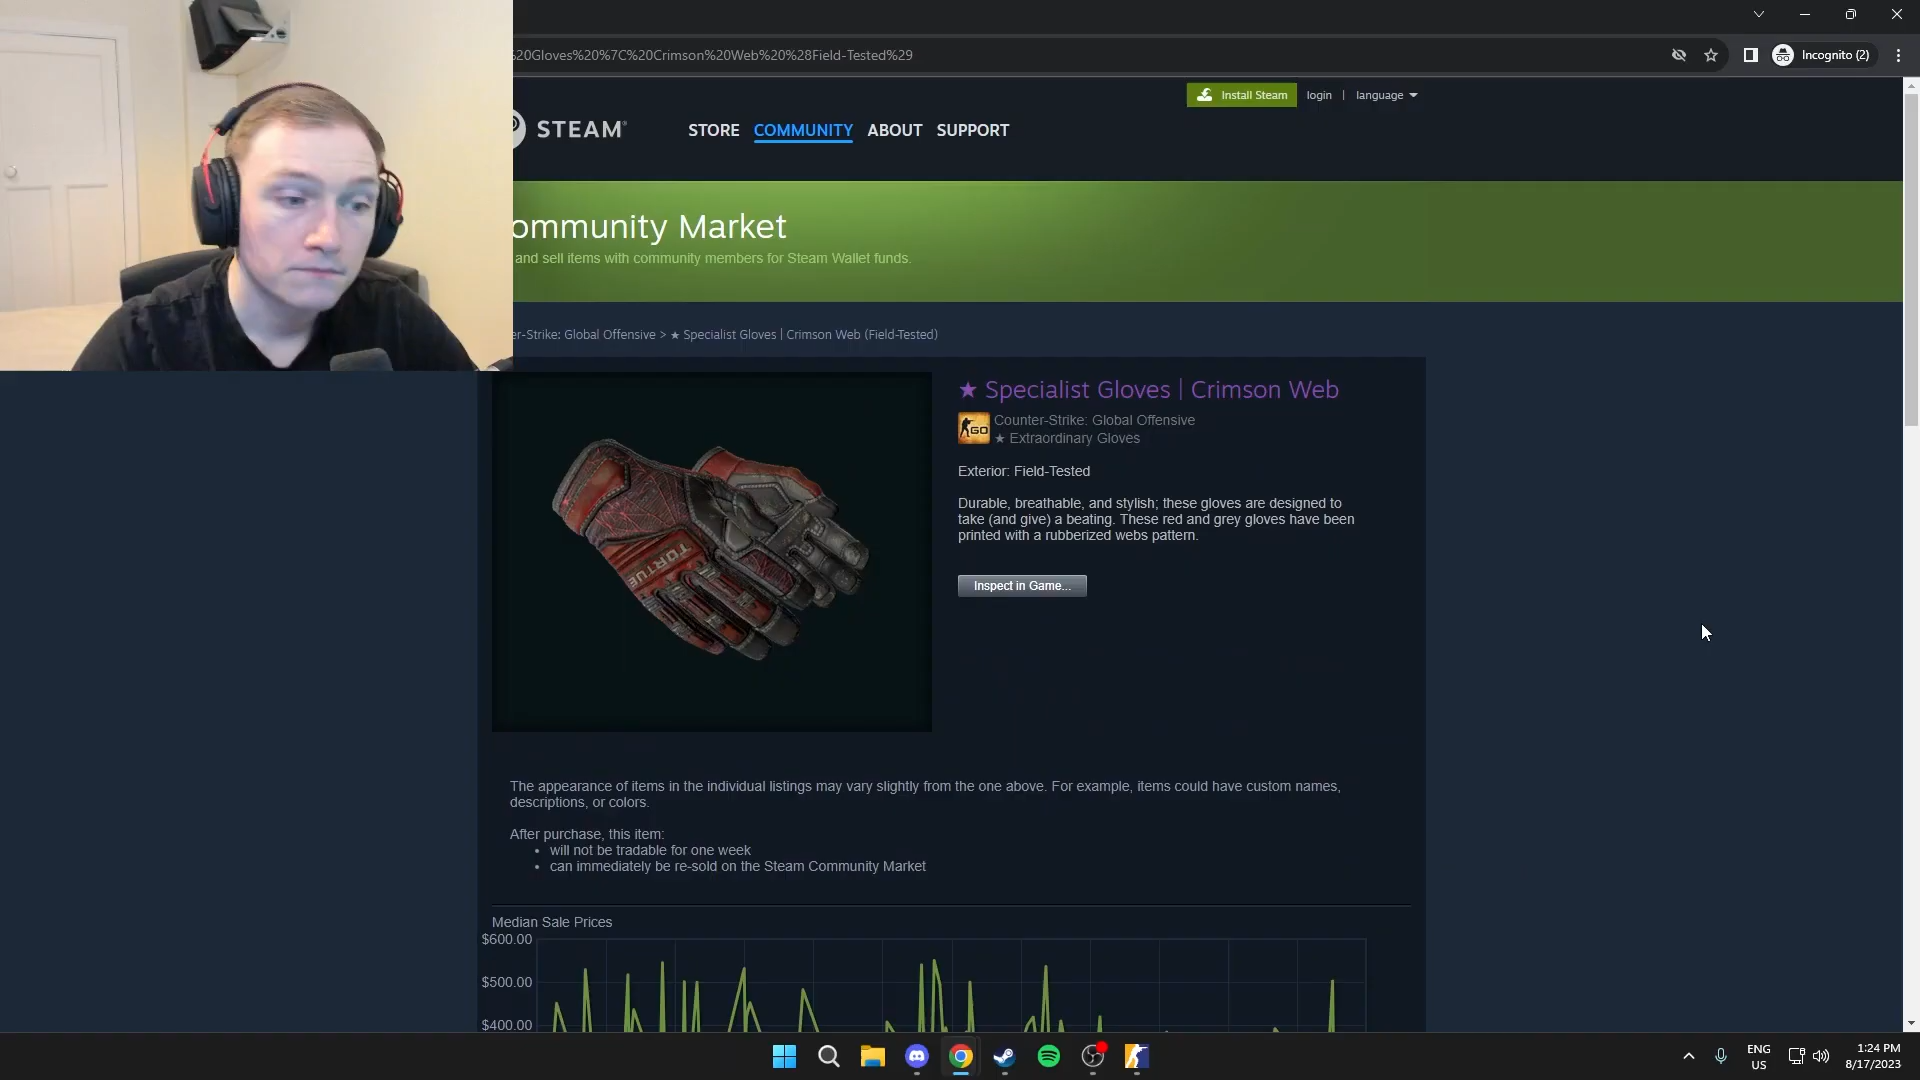 %20Gloves%20%7C%20Crimson%20Web%20%28Field-Tested%29
Incognito (2)
Install Steam
login | language
STEAM®
STORE COMMUNITY ABOUT SUPPORT
ommunity Market
and sell items with community members for Steam Wallet funds.
er-Strike: Global Offensive > ★ Specialist Gloves | Crimson Web (Field-Tested)
★ Specialist Gloves | Crimson Web
GO
Counter-Strike: Global Offensive
★ Extraordinary Gloves
Exterior: Field-Tested
Durable, breathable, and stylish; these gloves are designed to
take (and give) a beating. These red and grey gloves have been
printed with a rubberized webs pattern.
Inspect in Game...
TORTUE
The appearance of items in the individual listings may vary slightly from the one above. For example, items could have custom names,
descriptions, or colors.
After purchase, this item:
• will not be tradable for one week
• can immediately be re-sold on the Steam Community Market
Median Sale Prices
$600.00
$500.00
$400.00
ENG
US
1:24 PM
8/17/2023